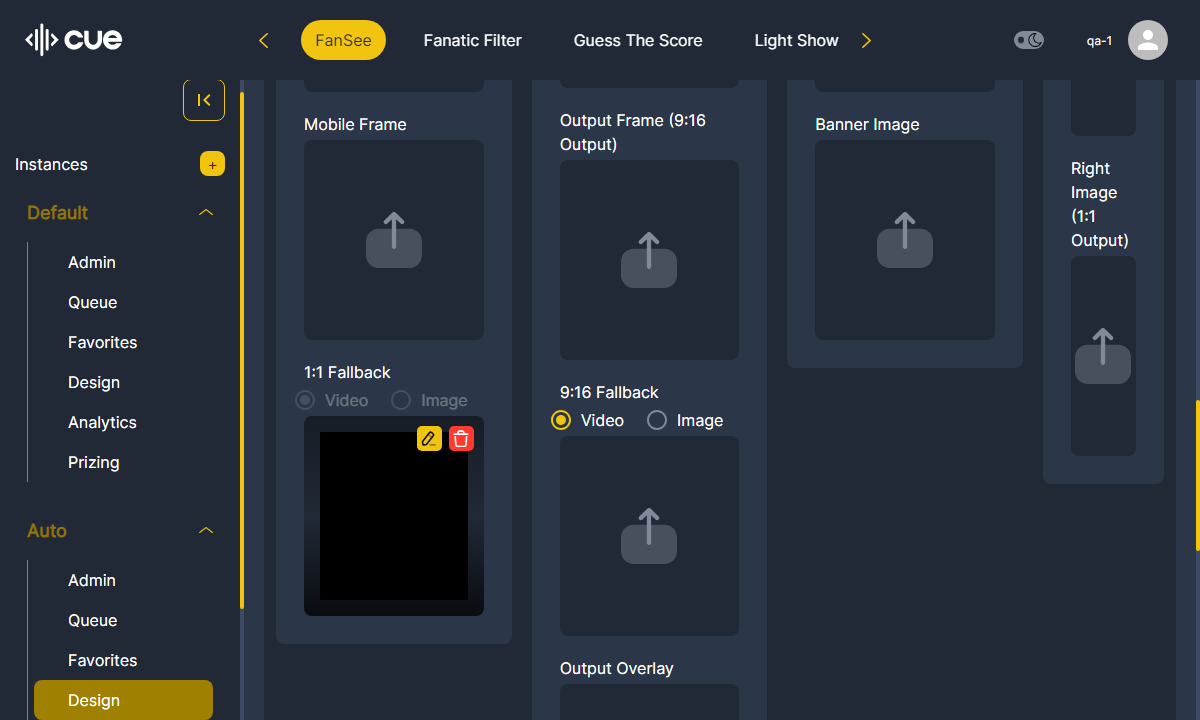 cue
FanSee
Fanatic Filter
Guess The Score
Light Show
qa-1
Instances
+
Default
Admin
Queue
Favorites
Design
Analytics
Prizing
Auto
Admin
Queue
Favorites
Design
Mobile Frame
1:1 Fallback
Video
Image
Output Frame (9:16
Output)
9:16 Fallback
Video
Image
Output Overlay
Banner Image
Right
Image
(1:1
Output)